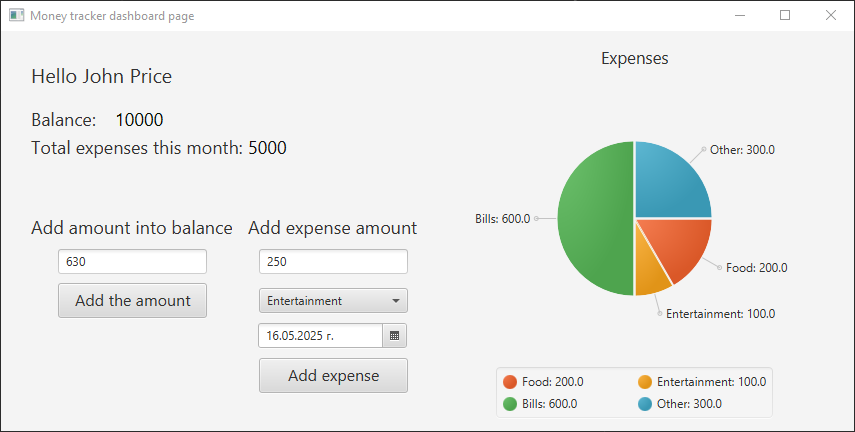 Money tracker dashboard page
Hello John Price
Balance: 10000
Total expenses this month: 5000
Add amount into balance
630
Add the amount
Add expense amount
250
Entertainment
16.05.2025 г.
Add expense
Expenses
Other: 300.0
Bills: 600.0
Food: 200.0
Entertainment: 100.0
Food: 200.0
Entertainment: 100.0
Bills: 600.0
Other: 300.0